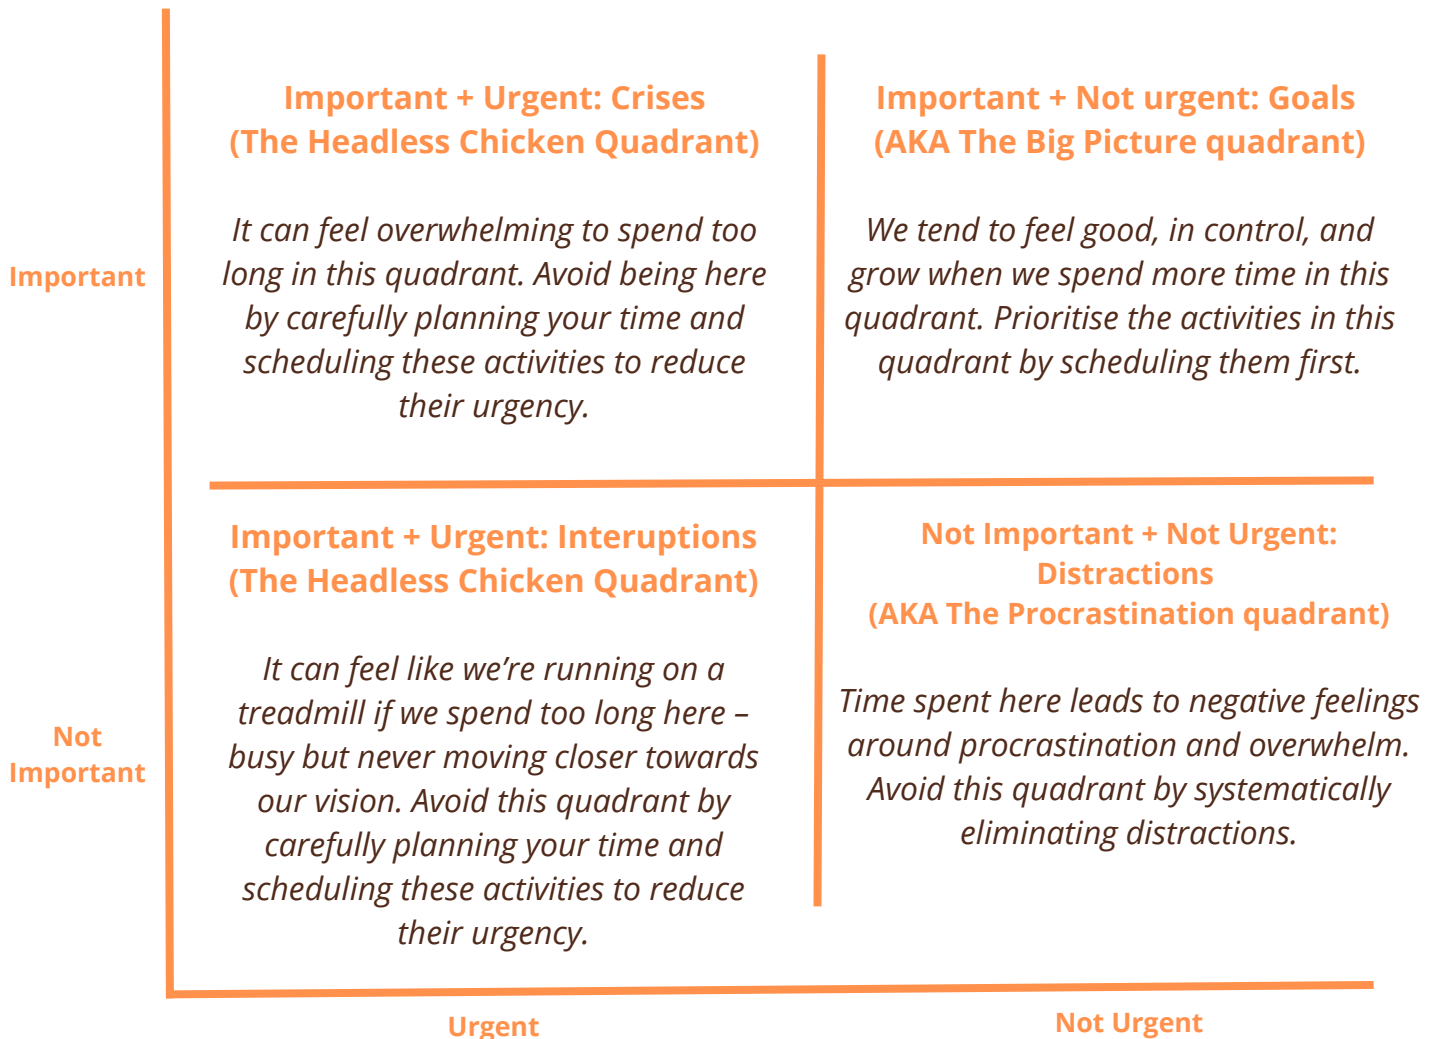 Important + Urgent: Crises
(The Headless Chicken Quadrant)
It can feel overwhelming to spend too
long in this quadrant. Avoid being here
by carefully planning your time and
scheduling these activities to reduce
their urgency.
Important + Not urgent: Goals
(AKA The Big Picture quadrant)
We tend to feel good, in control, and
grow when we spend more time in this
quadrant. Prioritise the activities in this
quadrant by scheduling them first.
Important
Important + Urgent: Interuptions
(The Headless Chicken Quadrant)
It can feel like we’re running on a
treadmill if we spend too long here –
busy but never moving closer towards
our vision. Avoid this quadrant by
carefully planning your time and
scheduling these activities to reduce
their urgency.
Not Important + Not Urgent:
Distractions
(AKA The Procrastination quadrant)
Time spent here leads to negative feelings
around procrastination and overwhelm.
Avoid this quadrant by systematically
eliminating distractions.
Not
Important
Urgent
Not Urgent